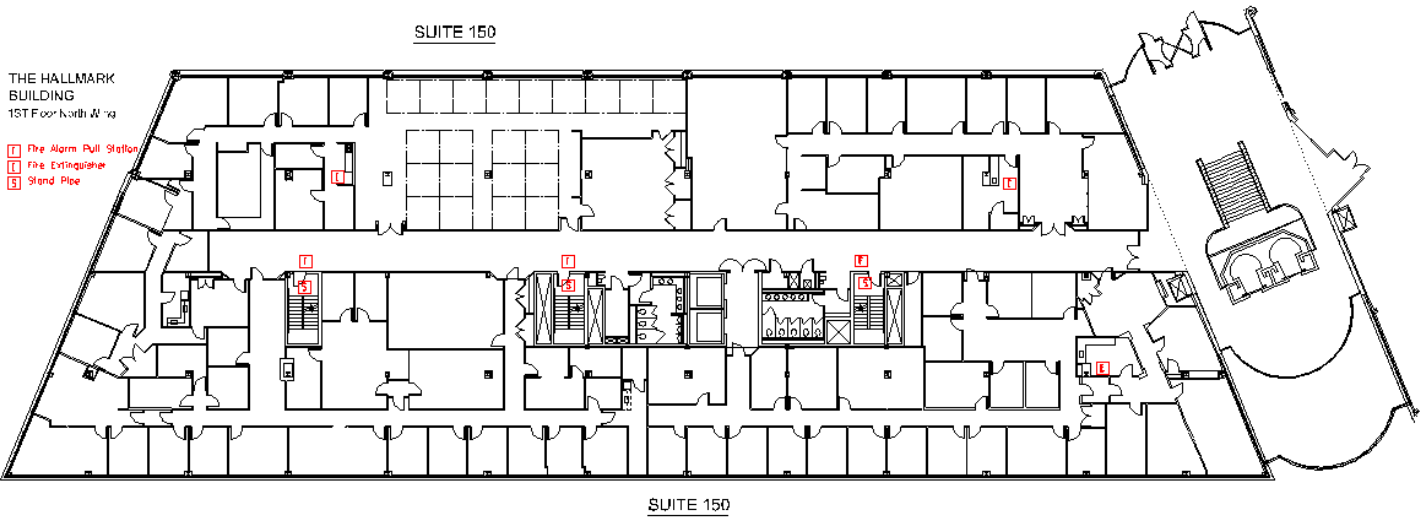 SUITE 150
THE HALLMARK
BUILDING
1ST Floor North Wing
Fire Alarm Pull Station
E Fire Extinguisher
S Stand Pipe
S
S
S
E
SUITE 150